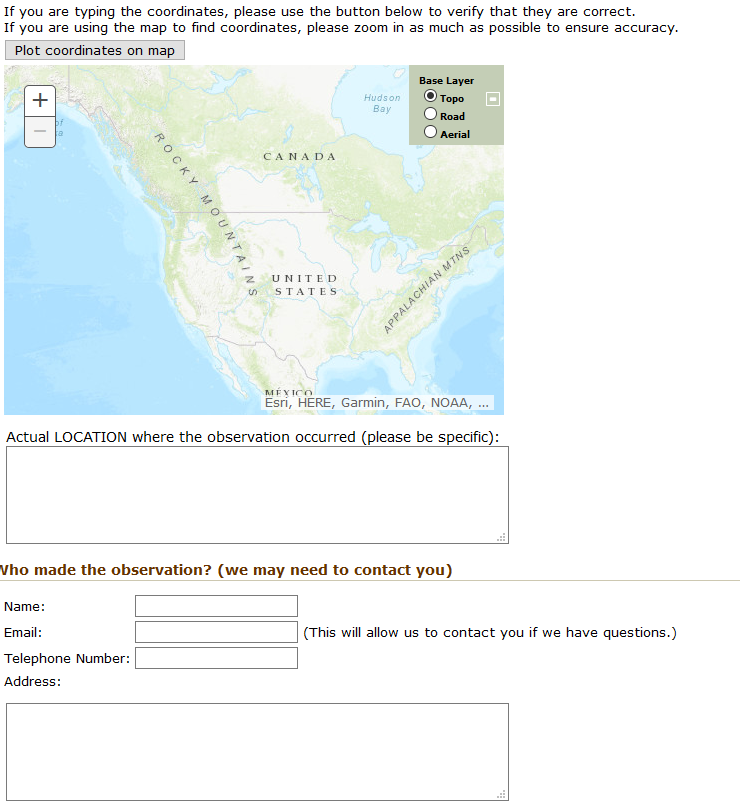 If you are typing the coordinates, please use the button below to verify that they are correct.
If you are using the map to find coordinates, please zoom in as much as possible to ensure accuracy.
Plot coordinates on map
+
−
Base Layer
Topo
Road
Aerial
Hudson
Bay
of
CANADA
ROCKY MOUNTAINS
UNITED
STATES
APPALACHIAN MTNS
MÉXICO
Esri, HERE, Garmin, FAO, NOAA, ...
Actual LOCATION where the observation occurred (please be specific):
Who made the observation? (we may need to contact you)
Name:
Email:
(This will allow us to contact you if we have questions.)
Telephone Number:
Address: